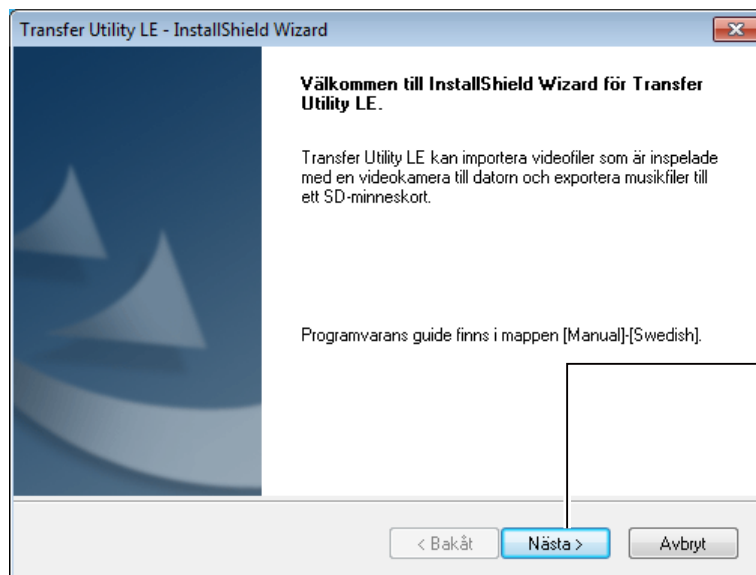 Transfer Utility LE - InstallShield Wizard
Välkommen till InstallShield Wizard för Transfer
Utility LE.
Transfer Utility LE kan importera videofiler som är inspelade
med en videokamera till datorn och exportera musikfiler till
ett SD-minneskort.
Programvarans guide finns i mappen [Manual]-[Swedish].
< Bakåt
Nästa >
Avbryt